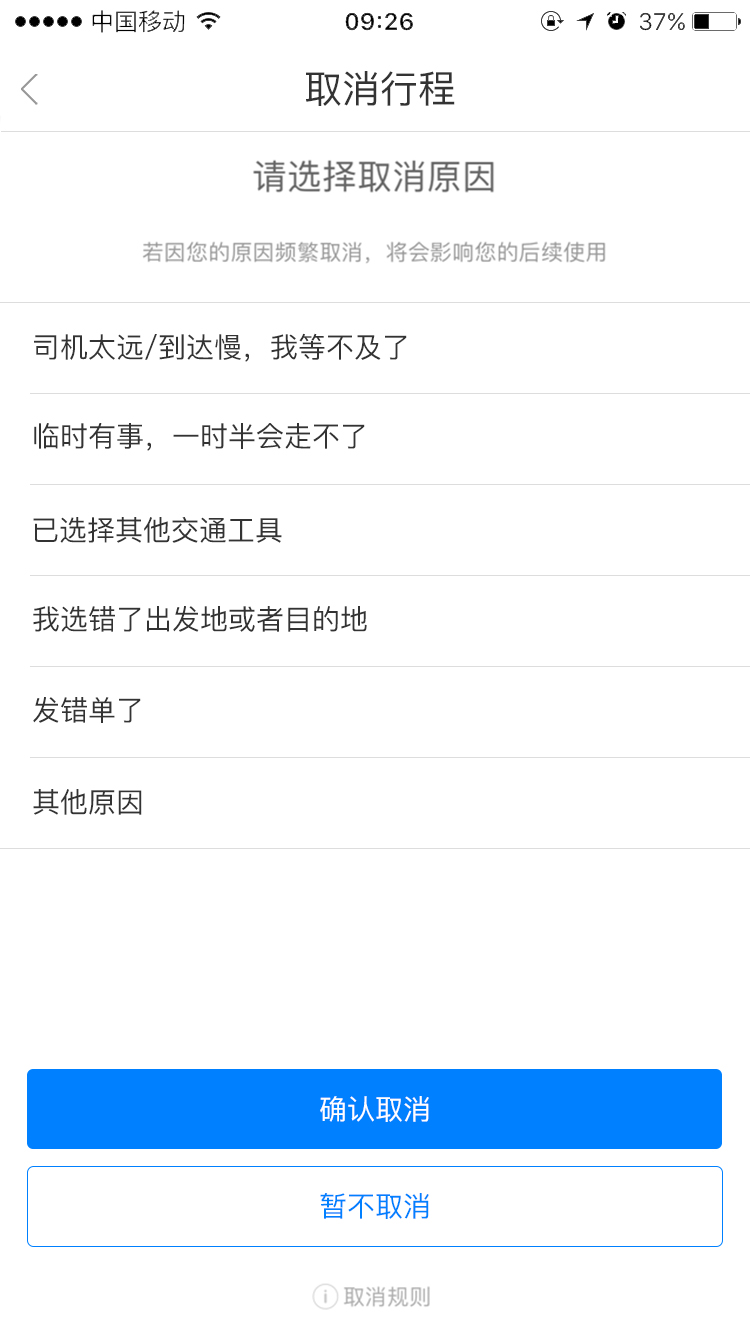 中国移动 09:26 37%
取消行程
请选择取消原因
若因您的原因频繁取消，将会影响您的后续使用
司机太远/到达慢，我等不及了
临时有事，一时半会走不了
已选择其他交通工具
我选错了出发地或者目的地
发错单了
其他原因
确认取消
暂不取消
取消规则